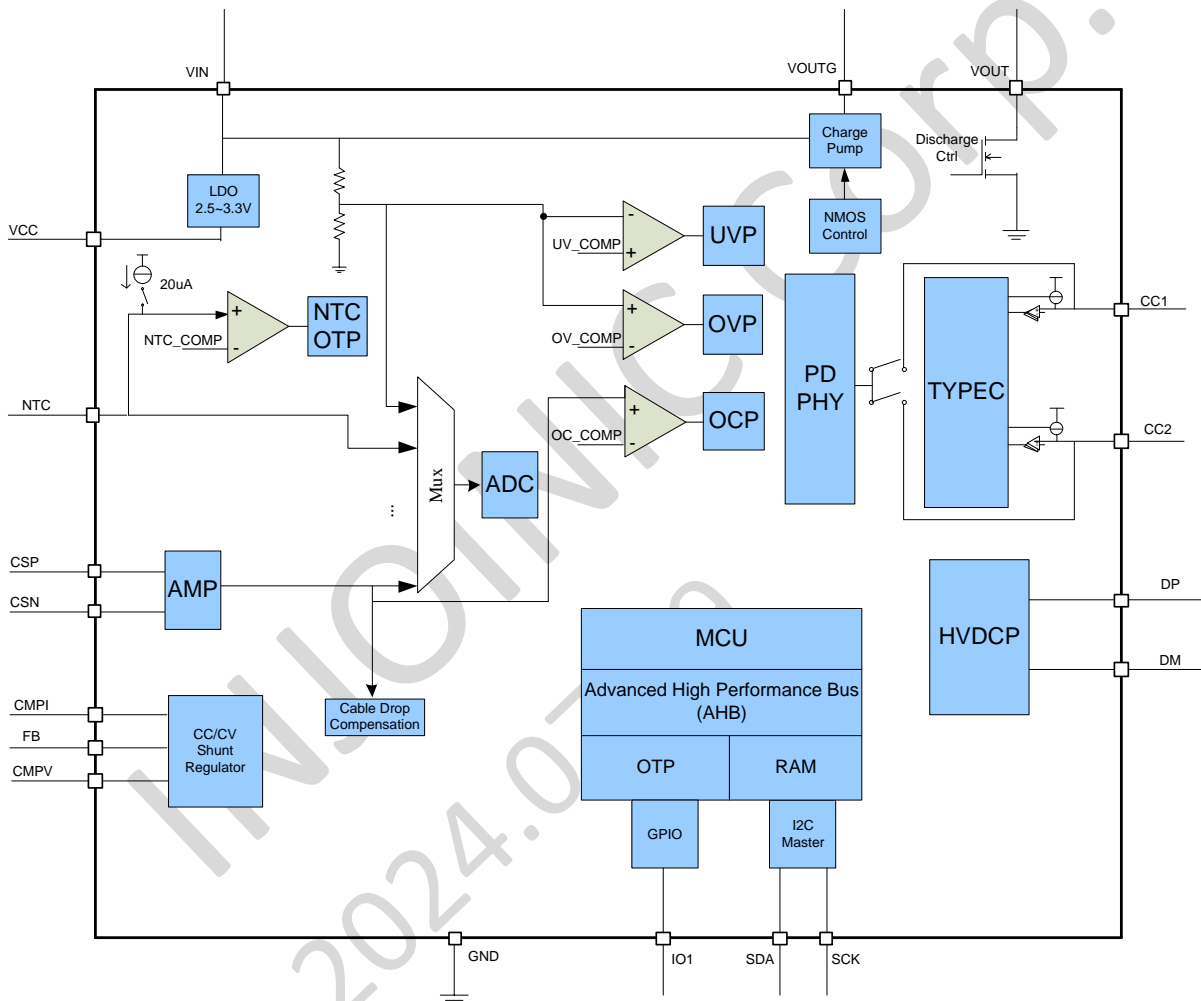 VIN
VOUTG
VOUT
Charge
Pump
Discharge
Ctrl
LDO
2.5~3.3V
NMOS
Control
VCC
UV_COMP
-
+
UVP
20uA
NTC_COMP
+
-
NTC
OTP
OV_COMP
+
-
OVP
CC1
PD
PHY
TYPEC
NTC
OC_COMP
+
-
OCP
CC2
Mux
ADC
...
CSP
AMP
CSN
DP
HVDCP
DM
MCU
Advanced High Performance Bus
(AHB)
Cable Drop
Compensation
CMPI
FB
CMPV
CC/CV
Shunt
Regulator
OTP
RAM
GPIO
I2C
Master
GND
IO1
SDA
SCK
INJOINIC Corp.